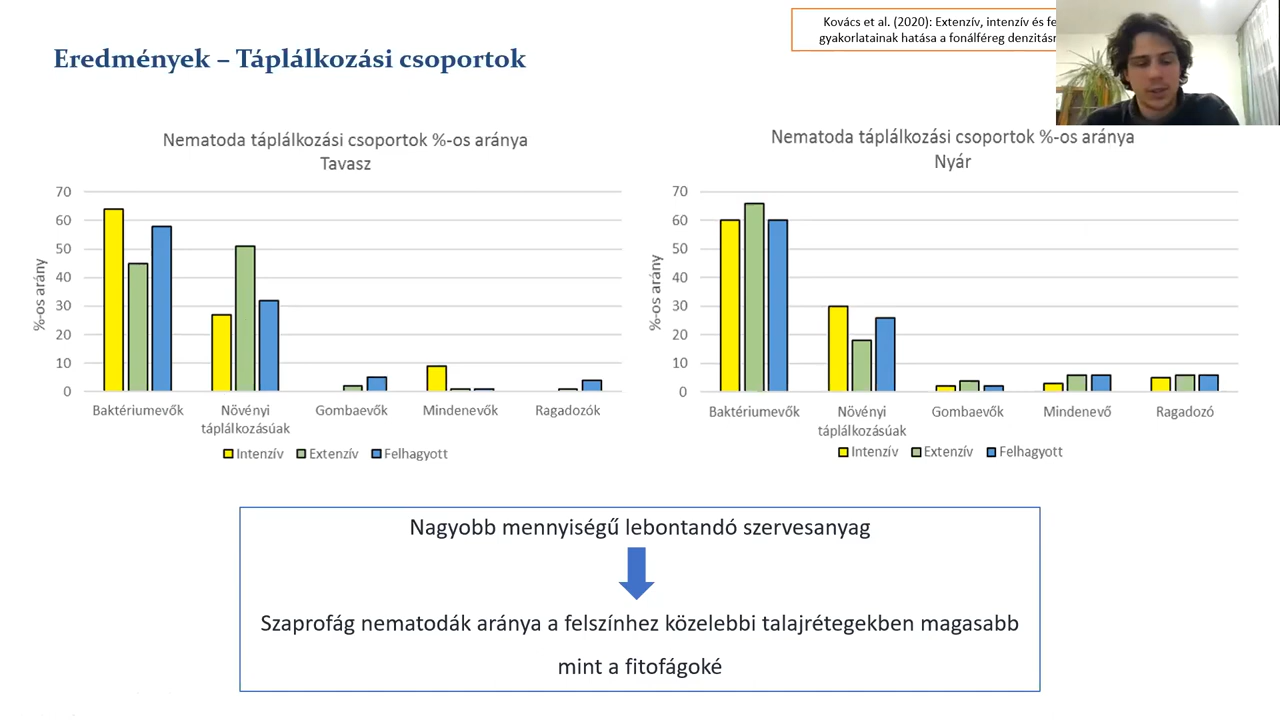 Kovács et al. (2020): Extenzív, intenzív és
gyakorlatainak hatása a fonálféreg
Eredmények – Táplálkozási csoportok
Nematoda táplálkozási csoportok %-os aránya
Tavasz
70
60
50
40
30
20
10
0
%-os arány
Baktériumevők
Növényi
táplálkozásúak
Gombaevők
Mindenevők
Ragadozók
Intenzív Extenzív Felhagyott
Nematoda táplálkozási csoportok %-os aránya
Nyár
70
60
50
40
30
20
10
0
%-os arány
Baktériumevők
Növényi
táplálkozásúak
Gombaevők
Mindenevő
Ragadozó
Intenzív Extenzív Felhagyott
Nagyobb mennyiségű lebontandó szervesanyag
Szaprofág nematodák aránya a felszínhez közelebbi talajrétegekben magasabb
mint a fitofágoké